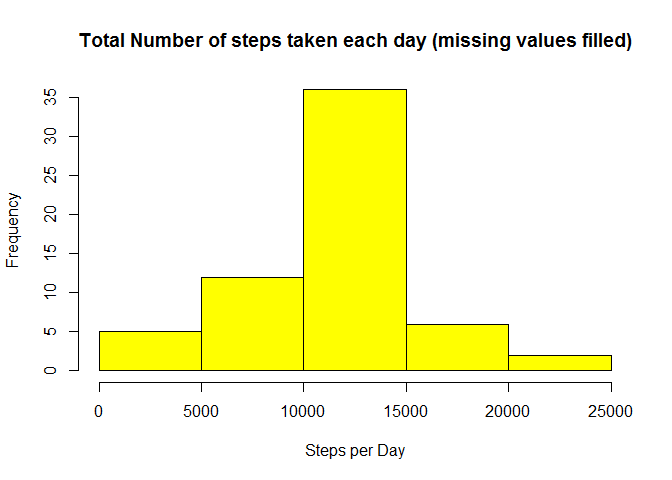 Total Number of steps taken each day (missing values filled)
35
30
25
20
15
10
5
0
Frequency
0 5000 10000 15000 20000 25000
Steps per Day